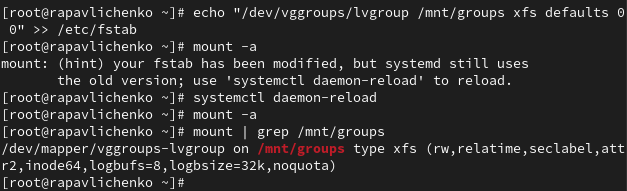 [root@rapavlichenko ~]# echo "/dev/vggroups/lvgroup /mnt/groups xfs defaults 0
 0" >> /etc/fstab
[root@rapavlichenko ~]# mount -a
mount: (hint) your fstab has been modified, but systemd still uses
       the old version; use 'systemctl daemon-reload' to reload.
[root@rapavlichenko ~]# systemctl daemon-reload
[root@rapavlichenko ~]# mount -a
[root@rapavlichenko ~]# mount | grep /mnt/groups
/dev/mapper/vggroups-lvgroup on /mnt/groups type xfs (rw,relatime,seclabel,att
r2,inode64,logbufs=8,logbsize=32k,noquota)
[root@rapavlichenko ~]#